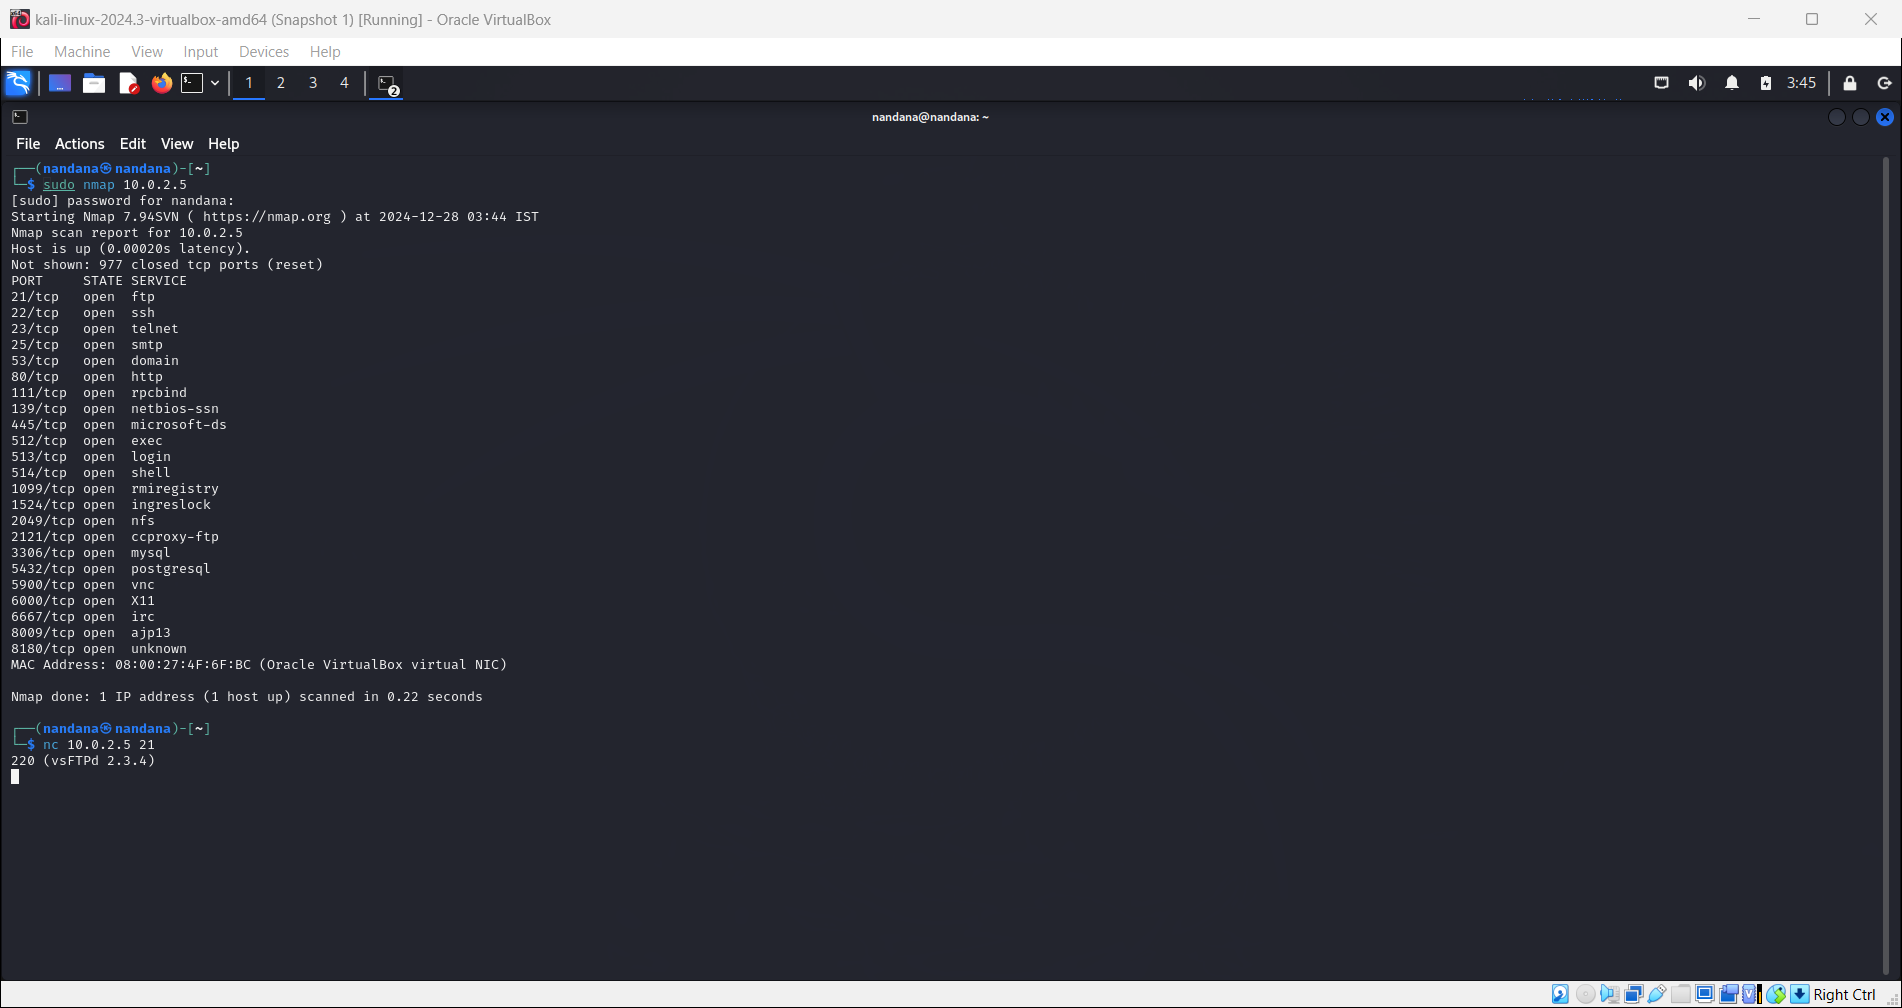 kali-linux-2024.3-virtualbox-amd64 (Snapshot 1) [Running] - Oracle VirtualBox
File Machine View Input Devices Help
1 2 3 4 2 3:45
nandana@nandana: ~
File Actions Edit View Help
┌──(nandana㉿nandana)-[~]
└─$ sudo nmap 10.0.2.5
[sudo] password for nandana:
Starting Nmap 7.94SVN ( https://nmap.org ) at 2024-12-28 03:44 IST
Nmap scan report for 10.0.2.5
Host is up (0.00020s latency).
Not shown: 977 closed tcp ports (reset)
PORT     STATE SERVICE
21/tcp   open  ftp
22/tcp   open  ssh
23/tcp   open  telnet
25/tcp   open  smtp
53/tcp   open  domain
80/tcp   open  http
111/tcp  open  rpcbind
139/tcp  open  netbios-ssn
445/tcp  open  microsoft-ds
512/tcp  open  exec
513/tcp  open  login
514/tcp  open  shell
1099/tcp open  rmiregistry
1524/tcp open  ingreslock
2049/tcp open  nfs
2121/tcp open  ccproxy-ftp
3306/tcp open  mysql
5432/tcp open  postgresql
5900/tcp open  vnc
6000/tcp open  X11
6667/tcp open  irc
8009/tcp open  ajp13
8180/tcp open  unknown
MAC Address: 08:00:27:4F:6F:BC (Oracle VirtualBox virtual NIC)
Nmap done: 1 IP address (1 host up) scanned in 0.22 seconds
┌──(nandana㉿nandana)-[~]
└─$ nc 10.0.2.5 21
220 (vsFTPd 2.3.4)
Right Ctrl